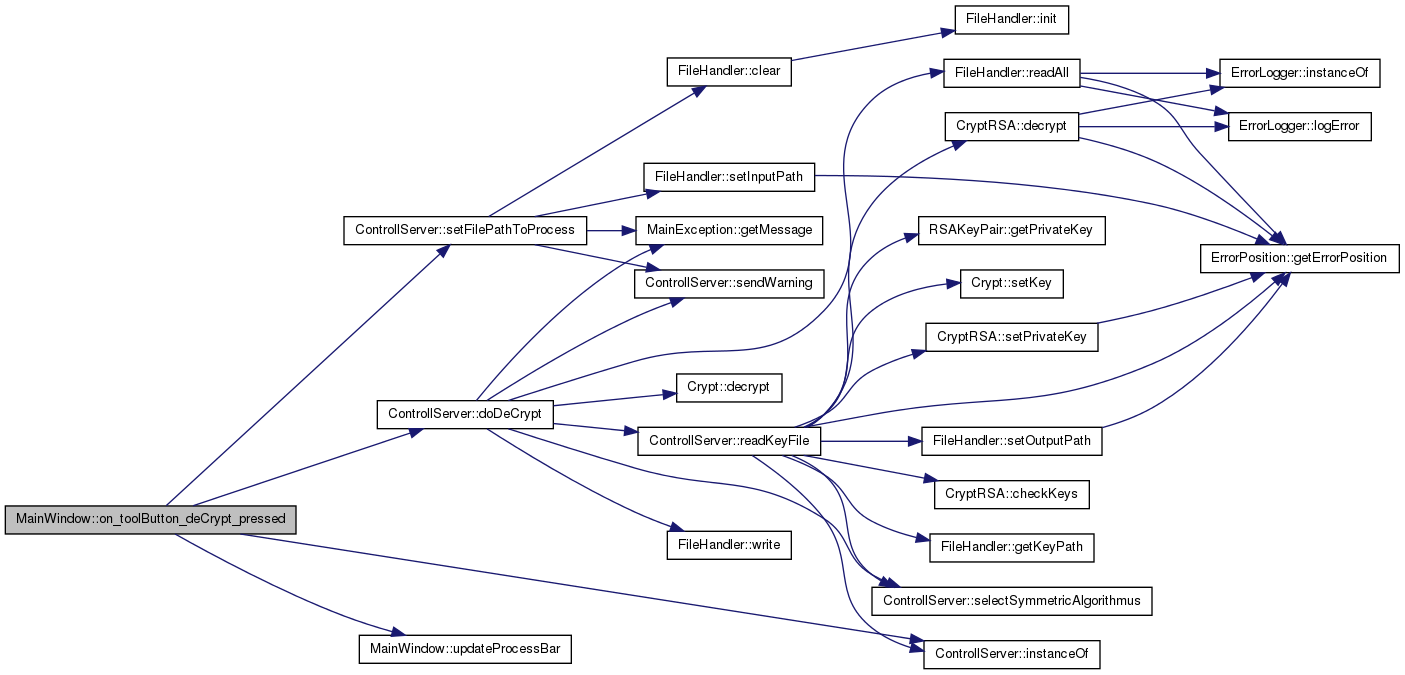 FileHandler::init
FileHandler::clear
FileHandler::readAll
ErrorLogger::instanceOf
CryptRSA::decrypt
ErrorLogger::logError
FileHandler::setInputPath
ControllServer::setFilePathToProcess
MainException::getMessage
RSAKeyPair::getPrivateKey
ErrorPosition::getErrorPosition
ControllServer::sendWarning
Crypt::setKey
CryptRSA::setPrivateKey
Crypt::decrypt
ControllServer::doDeCrypt
ControllServer::readKeyFile
FileHandler::setOutputPath
CryptRSA::checkKeys
MainWindow::on_toolButton_deCrypt_pressed
FileHandler::write
FileHandler::getKeyPath
ControllServer::selectSymmetricAlgorithmus
MainWindow::updateProcessBar
ControllServer::instanceOf